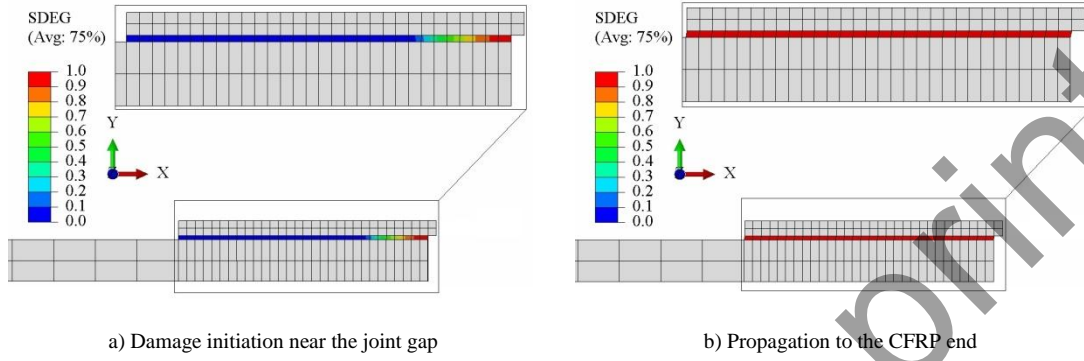 SDEG
(Avg: 75%)
1.0
0.9
0.8
0.7
0.6
0.5
0.4
0.3
0.2
0.1
0.0
Y
X
a) Damage initiation near the joint gap
SDEG
(Avg: 75%)
1.0
0.9
0.8
0.7
0.6
0.5
0.4
0.3
0.2
0.1
0.0
Y
X
b) Propagation to the CFRP end
print